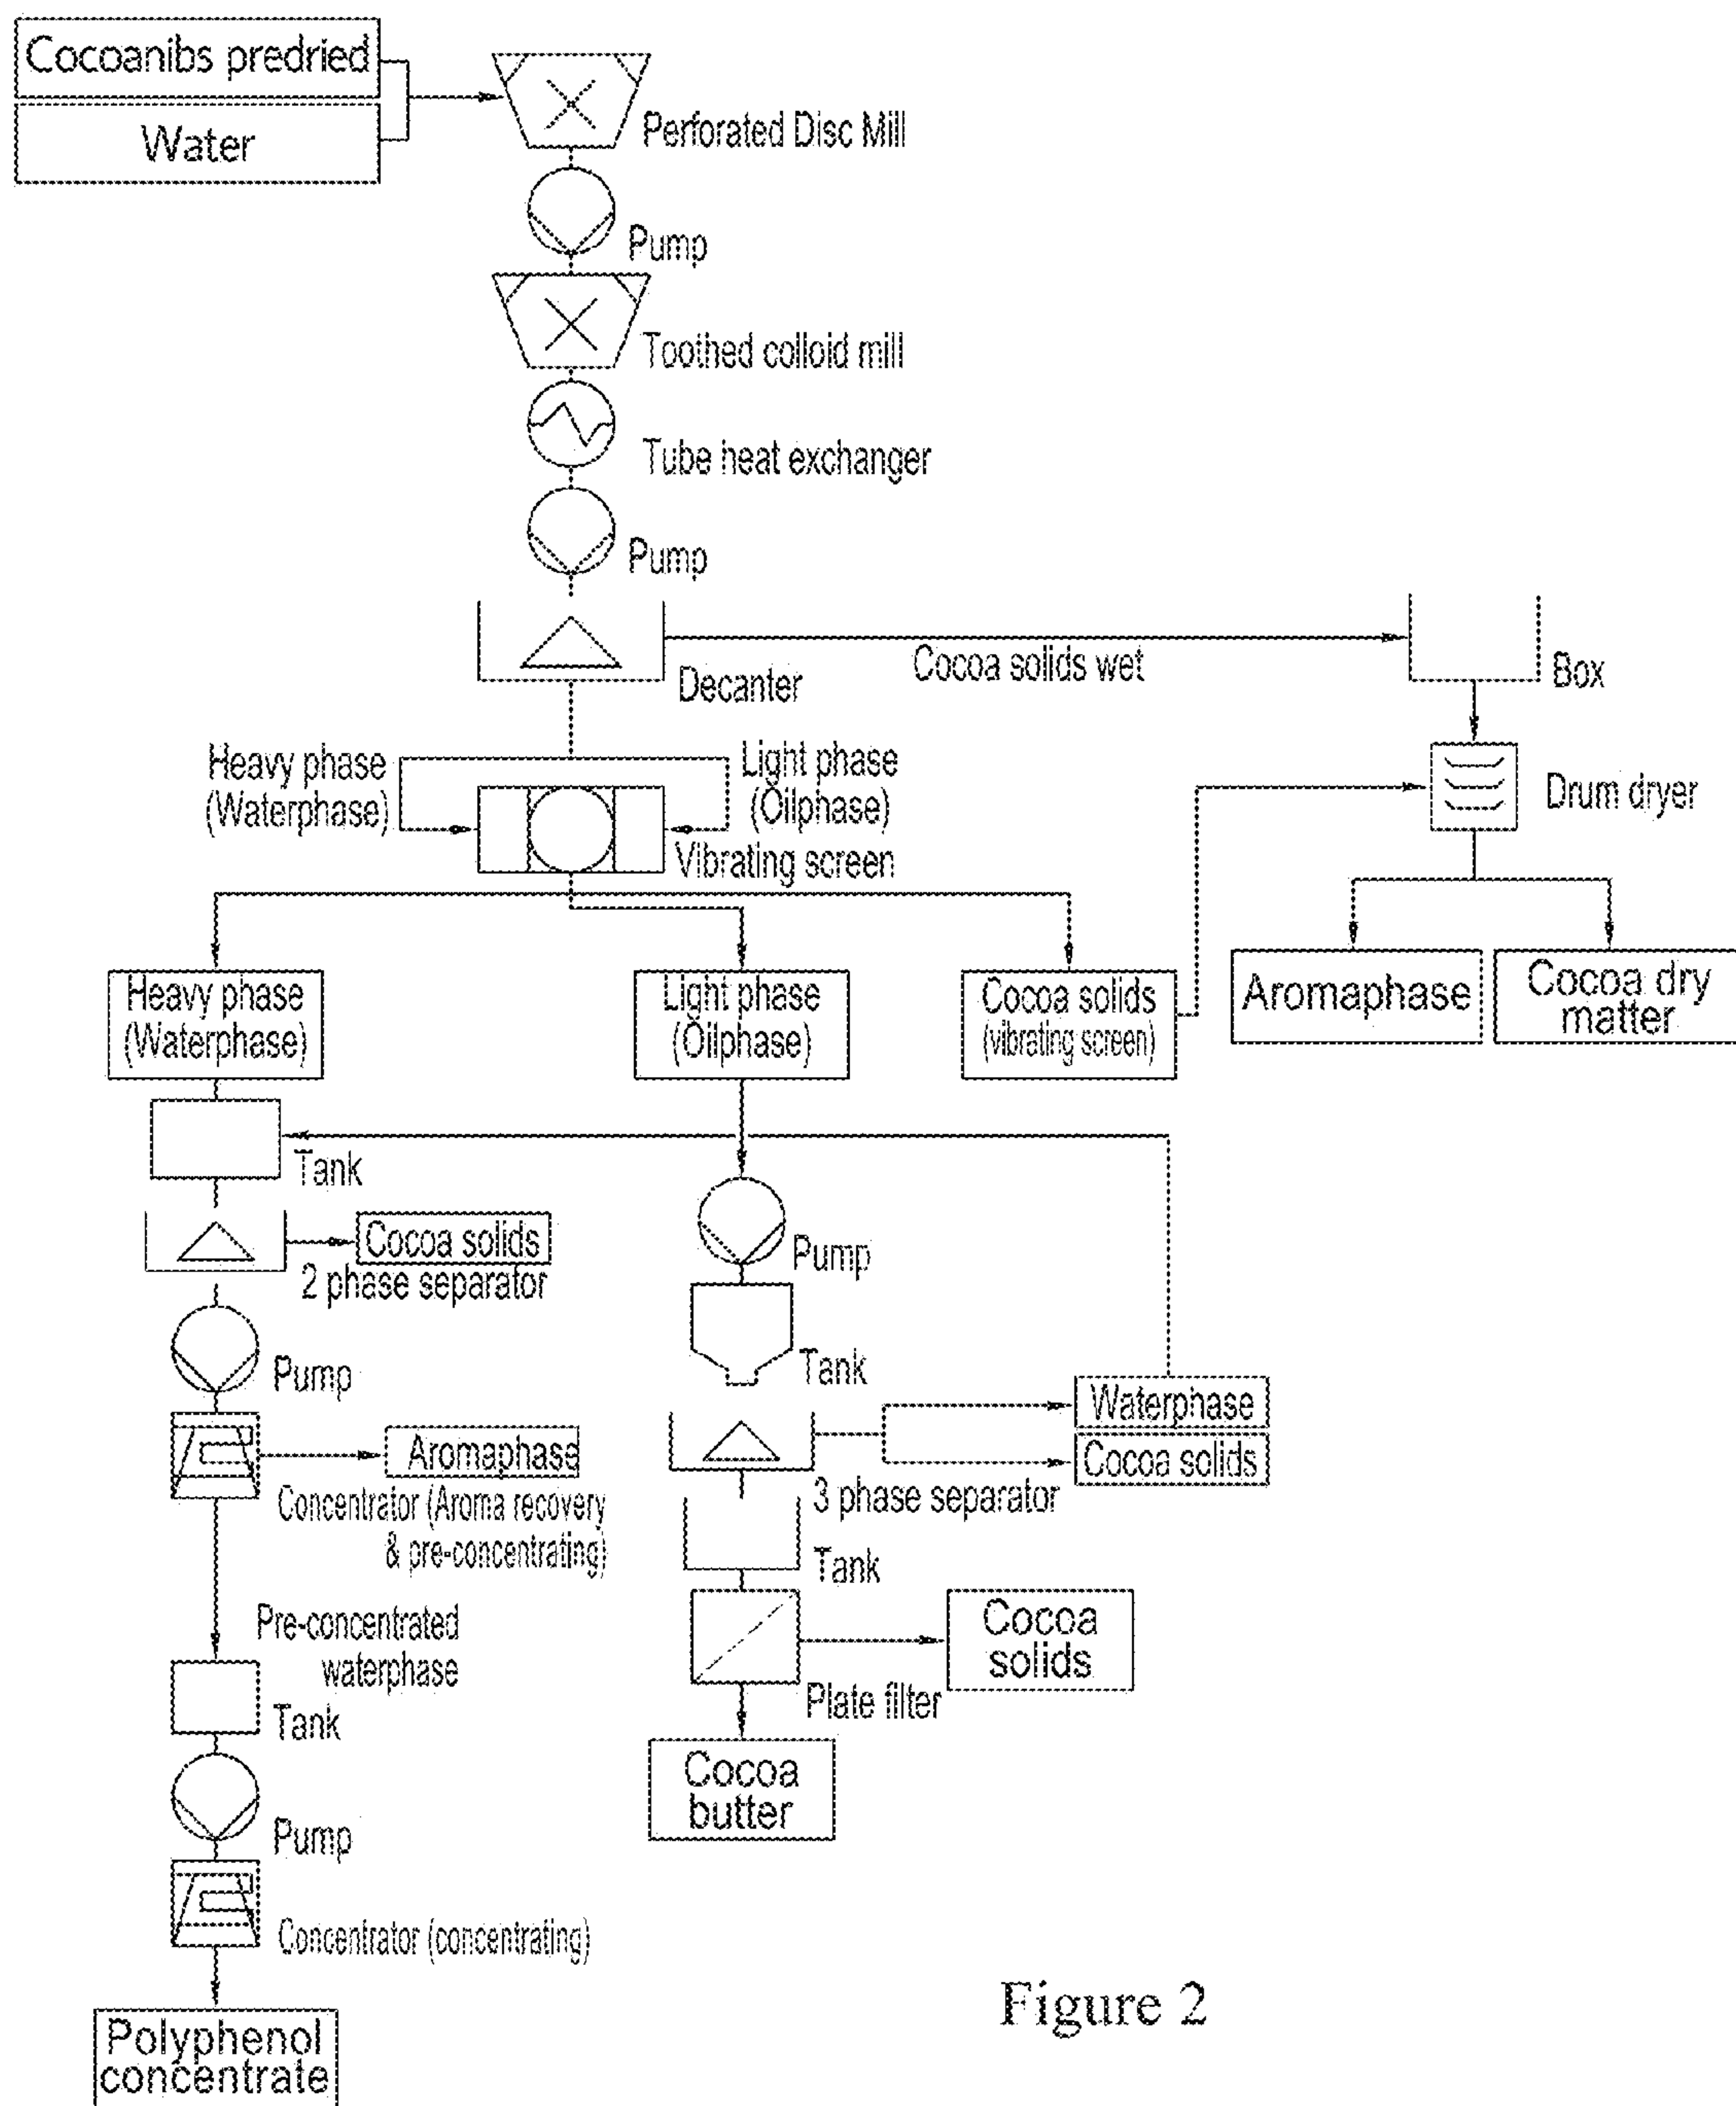 Cocoanibs predried
Water
Perforated Disc Mill
Pump
Toothed colloid mill
Tube heat exchanger
Pump
Decanter
Cocoa solids wet
Box
Heavy phase
(Waterphase)
Light phase
(Oilphase)
Vibrating screen
Drum dryer
Heavy phase
(Waterphase)
Light phase
(Oilphase)
Cocoa solids
(vibrating screen)
Aromaphase
Cocoa dry
matter
Tank
Cocoa solids
2 phase separator
Pump
Pump
Tank
Waterphase
Cocoa solids
3 phase separator
Aromaphase
Concentrator (Aroma recovery
& pre-concentrating)
Tank
Cocoa
solids
Plate filter
Pre-concentrated
waterphase
Tank
Cocoa
butter
Pump
Concentrator (concentrating)
Polyphenol
concentrate
Figure 2